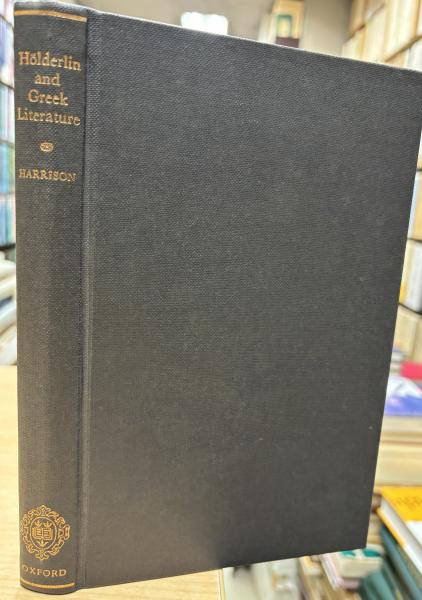 Hölderlin
and
Greek
Literature
HARRISON
OXFORD